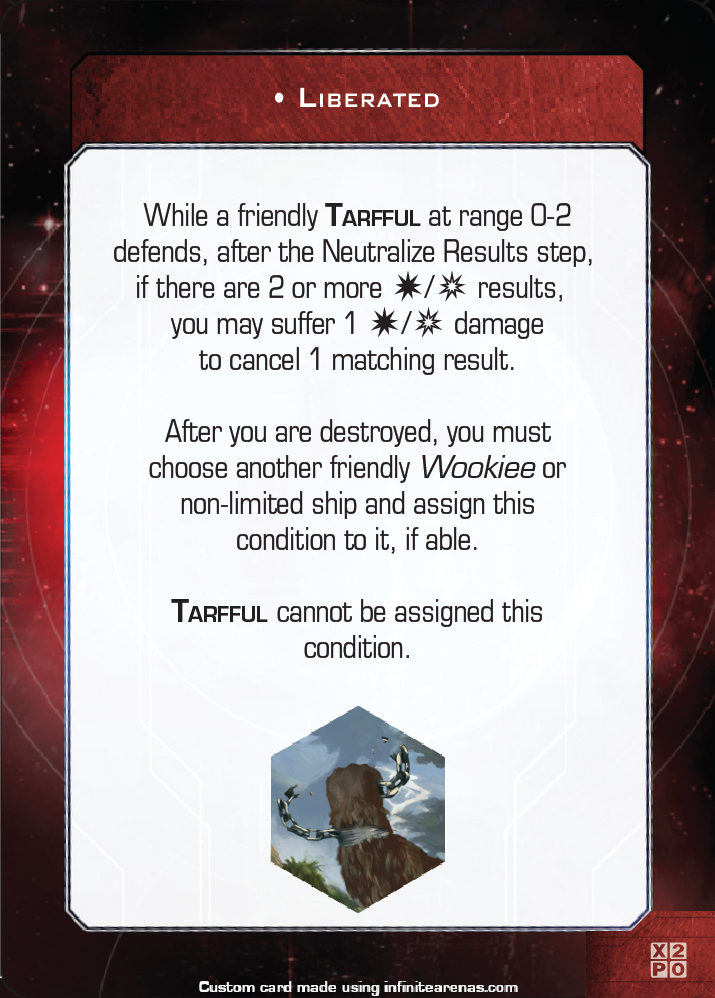 • Liberated
While a friendly Tarfful at range 0-2
defends, after the Neutralize Results step,
if there are 2 or more / results,
you may suffer 1 / damage
to cancel 1 matching result.
After you are destroyed, you must
choose another friendly Wookiee or
non-limited ship and assign this
condition to it, if able.
Tarfful cannot be assigned this
condition.
X2
PO
Custom card made using infinitearenas.com